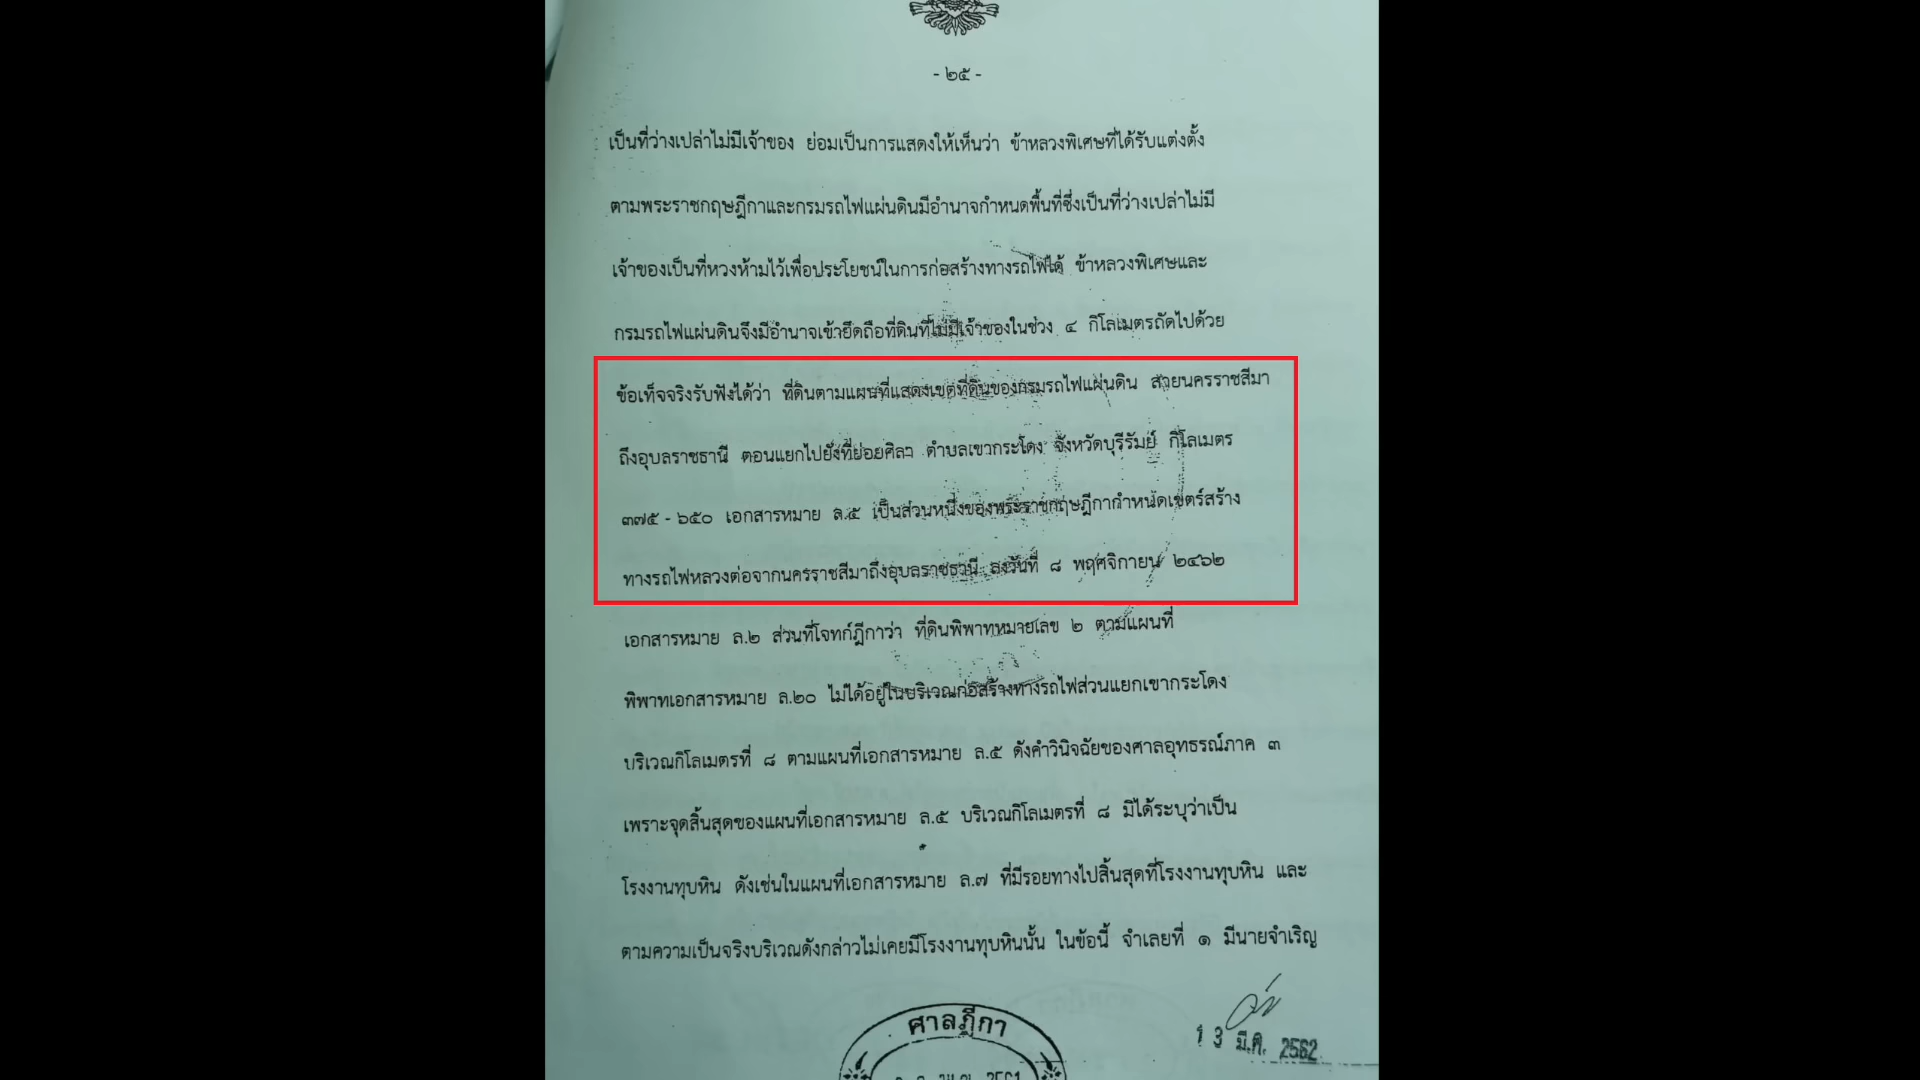 - ๒๕ -
เป็นที่ว่างเปล่าไม่มีเจ้าของ ย่อมเป็นการแสดงให้เห็นว่า ข้าหลวงพิเศษที่ได้รับแต่งตั้ง
ตามพระราชกฤษฎีกาและกรมรถไฟแผ่นดินมีอำนาจกำหนดพื้นที่ซึ่งเป็นที่ว่างเปล่าไม่มี
เจ้าของเป็นที่หวงห้ามไว้เพื่อประโยชน์ในการก่อสร้างทางรถไฟได้ ข้าหลวงพิเศษและ
กรมรถไฟแผ่นดินจึงมีอำนาจเข้ายึดถือที่ดินที่ไม่มีเจ้าของในช่วง ๔ กิโลเมตรถัดไปด้วย
ข้อเท็จจริงรับฟังได้ว่า ที่ดินตามแผนที่แสดงเขตที่ดินของกรมรถไฟแผ่นดิน สายนครราชสีมา
ถึงอุบลราชธานี ตอนแยกไปยังที่ย่อยศิลา ตำบลเขากระโดง จังหวัดบุรีรัมย์ กิโลเมตร
๓๗๕ - ๖๕๐ เอกสารหมาย ล.๕ เป็นส่วนหนึ่งของพระราชกฤษฎีกากำหนดเขตร์สร้าง
ทางรถไฟหลวงต่อจากนครราชสีมาถึงอุบลราชธานี ลงวันที่ ๘ พฤศจิกายน ๒๔๖๒
เอกสารหมาย ล.๒ ส่วนที่โจทก์ฎีกาว่า ที่ดินพิพาทหมายเลข ๒ ตามแผนที่
พิพาทเอกสารหมาย ล.๒๐ ไม่ได้อยู่ในบริเวณก่อสร้างทางรถไฟส่วนแยกเขากระโดง
บริเวณกิโลเมตรที่ ๘ ตามแผนที่เอกสารหมาย ล.๕ ดังคำวินิจฉัยของศาลอุทธรณ์ภาค ๓
เพราะจุดสิ้นสุดของแผนที่เอกสารหมาย ล.๕ บริเวณกิโลเมตรที่ ๘ มิได้ระบุว่าเป็น
โรงงานทุบหิน ดังเช่นในแผนที่เอกสารหมาย ล.๗ ที่มีรอยทางไปสิ้นสุดที่โรงงานทุบหิน และ
ตามความเป็นจริงบริเวณดังกล่าวไม่เคยมีโรงงานทุบหินนั้น ในข้อนี้ จำเลยที่ ๑ มีนายจำเริญ
ศาลฎีกา
13 มี.ค. 2562